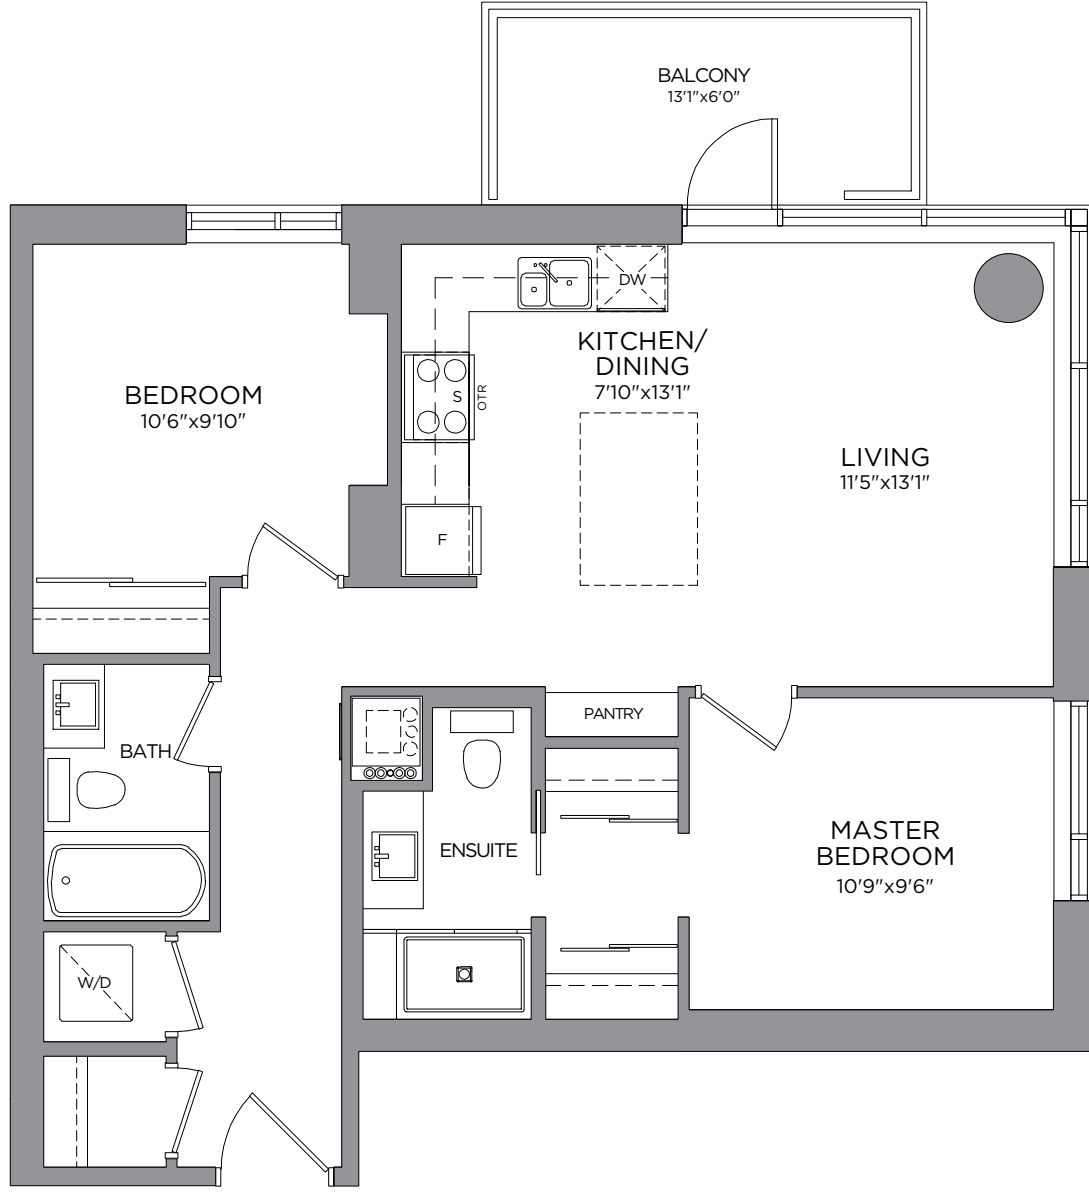 BALCONY
13'1"x6'0"
DW
KITCHEN/
DINING
7'10"x13'1"
BEDROOM
10'6"x9'10"
S
OTR
LIVING
11'5"x13'1"
F
PANTRY
BATH
MASTER
BEDROOM
10'9"x9'6"
ENSUITE
W/D